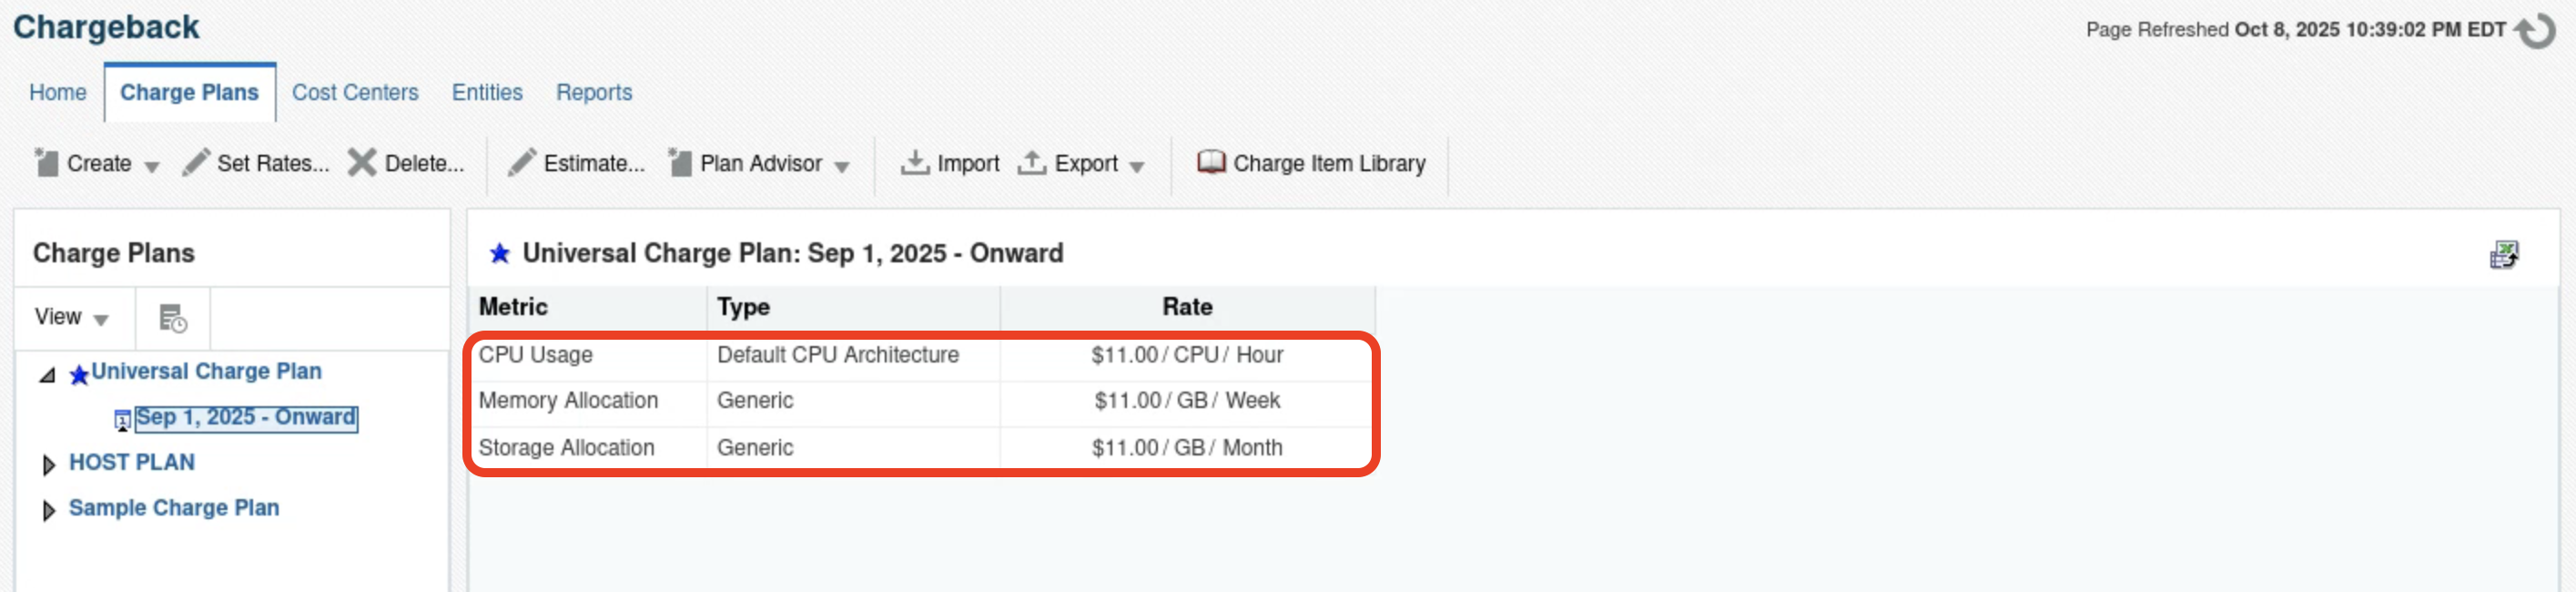 Chargeback
Page Refreshed Oct 8, 2025 10:39:02 PM EDT
Home Charge Plans Cost Centers Entities Reports
Create Set Rates... Delete... Estimate... Plan Advisor Import Export Charge Item Library
Charge Plans
View
Universal Charge Plan
Sep 1, 2025 - Onward
HOST PLAN
Sample Charge Plan
Universal Charge Plan: Sep 1, 2025 - Onward
Metric Type Rate
CPU Usage Default CPU Architecture $11.00 / CPU / Hour
Memory Allocation Generic $11.00 / GB / Week
Storage Allocation Generic $11.00 / GB / Month